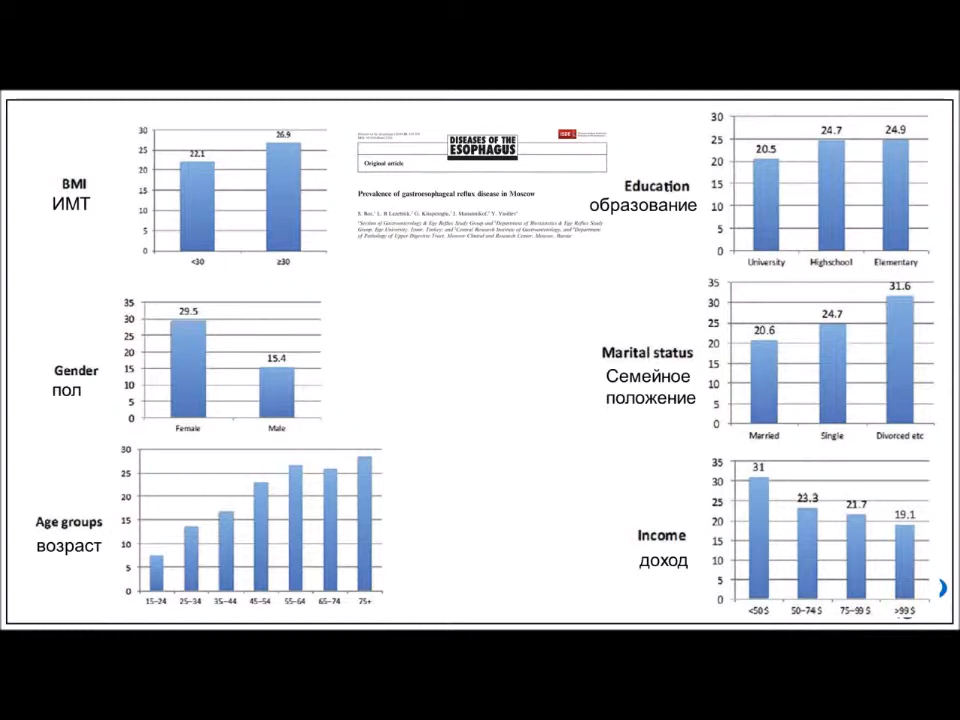 BMI
ИМТ
30
25
20
15
10
5
0
22.1
26.9
<30
≥30
DISEASES OF THE
ESOPHAGUS
ISDE
Original article
Prevalence of gastroesophageal reflux disease in Moscow
Education
образование
30
25
20
15
10
5
0
20.5
24.7
24.9
University
Highschool
Elementary
Gender
пол
35
30
25
20
15
10
5
0
29.5
15.4
Female
Male
Marital status
Семейное
положение
35
30
25
20
15
10
5
0
20.6
24.7
31.6
Married
Single
Divorced etc
Age groups
возраст
30
25
20
15
10
5
0
15-24
25-34
35-44
45-54
55-64
65-74
75+
Income
доход
35
30
25
20
15
10
5
0
31
23.3
21.7
19.1
<50$
50-74 $
75-99 $
>99 $